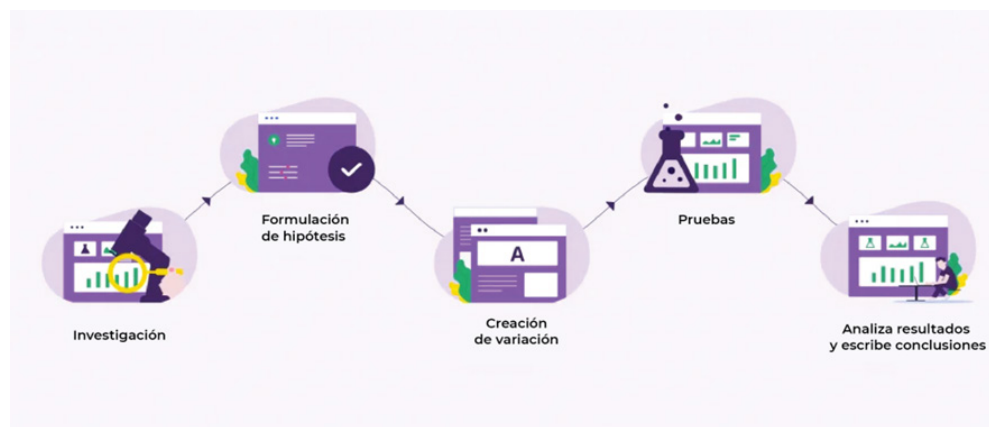 Investigación
Formulación
de hipótesis
A
Creación
de variación
Pruebas
Analiza resultados
y escribe conclusiones